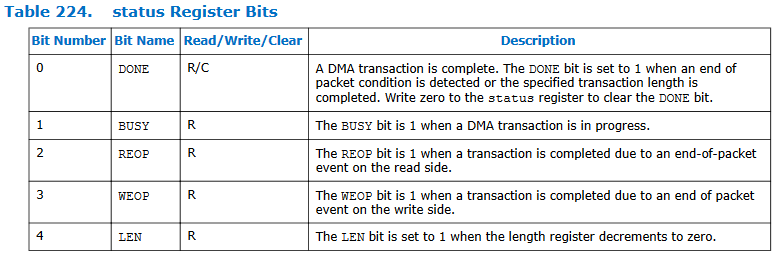 Table 224. status Register Bits
Bit Number Bit Name Read/Write/Clear Description
0 DONE R/C A DMA transaction is complete. The DONE bit is set to 1 when an end of
packet condition is detected or the specified transaction length is
completed. Write zero to the status register to clear the DONE bit.
1 BUSY R The BUSY bit is 1 when a DMA transaction is in progress.
2 REOP R The REOP bit is 1 when a transaction is completed due to an end-of-packet
event on the read side.
3 WEOP R The WEOP bit is 1 when a transaction is completed due to an end of packet
event on the write side.
4 LEN R The LEN bit is set to 1 when the length register decrements to zero.